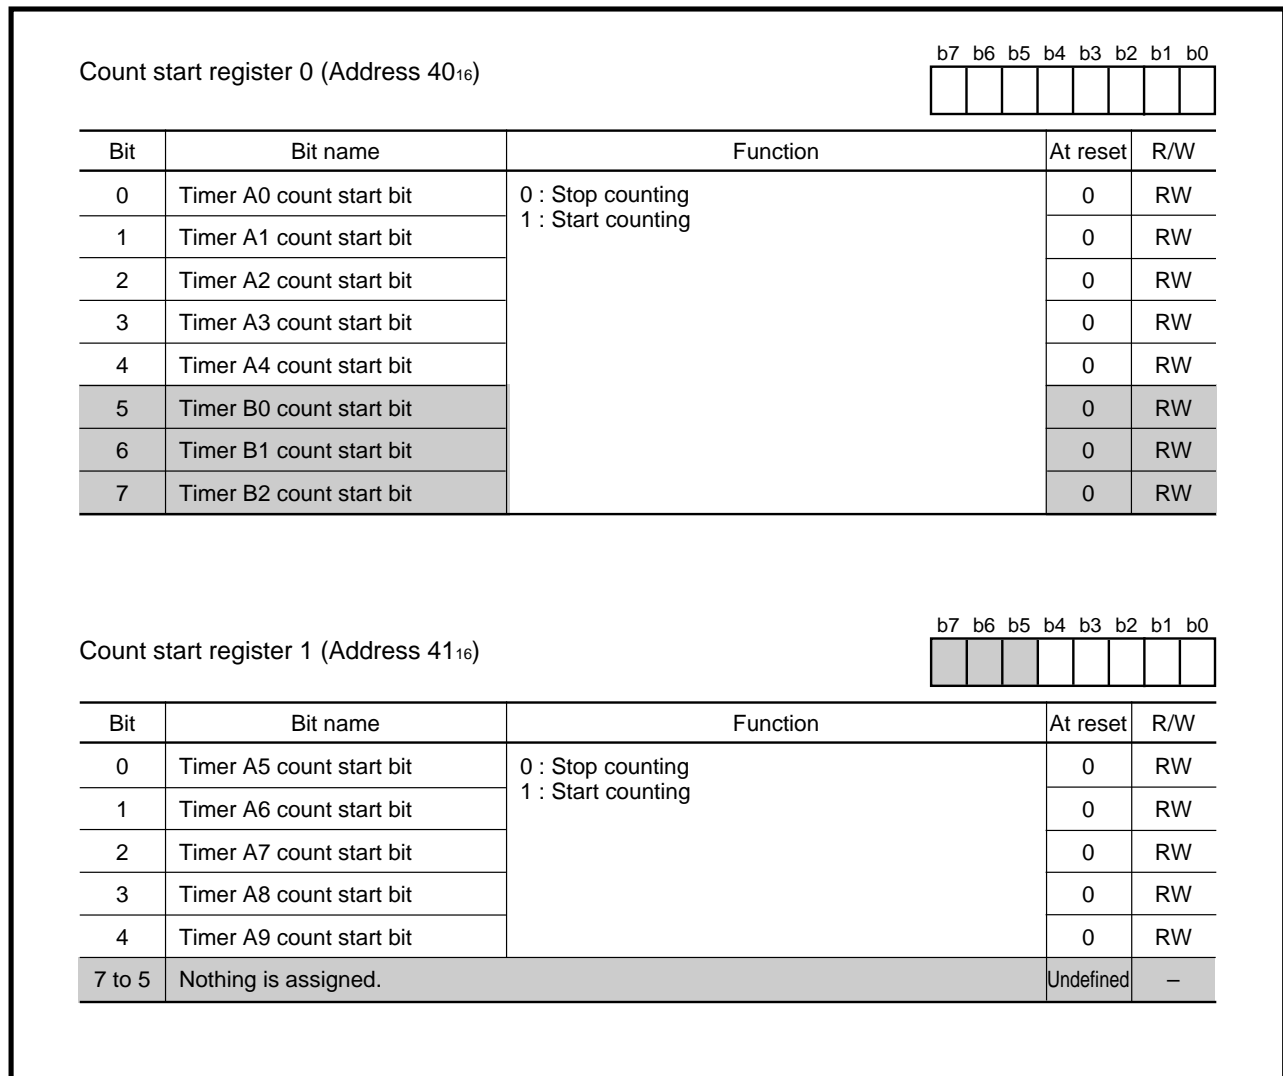 b7 b6 b5 b4 b3 b2 b1 b0
Count start register 0 (Address 4016)
Bit Bit name Function At reset R/W
0 Timer A0 count start bit 0 : Stop counting 0 RW
1 : Start counting
1 Timer A1 count start bit 0 RW
2 Timer A2 count start bit 0 RW
3 Timer A3 count start bit 0 RW
4 Timer A4 count start bit 0 RW
5 Timer B0 count start bit 0 RW
6 Timer B1 count start bit 0 RW
7 Timer B2 count start bit 0 RW
b7 b6 b5 b4 b3 b2 b1 b0
Count start register 1 (Address 4116)
Bit Bit name Function At reset R/W
0 Timer A5 count start bit 0 : Stop counting 0 RW
1 : Start counting
1 Timer A6 count start bit 0 RW
2 Timer A7 count start bit 0 RW
3 Timer A8 count start bit 0 RW
4 Timer A9 count start bit 0 RW
7 to 5 Nothing is assigned. Undefined –